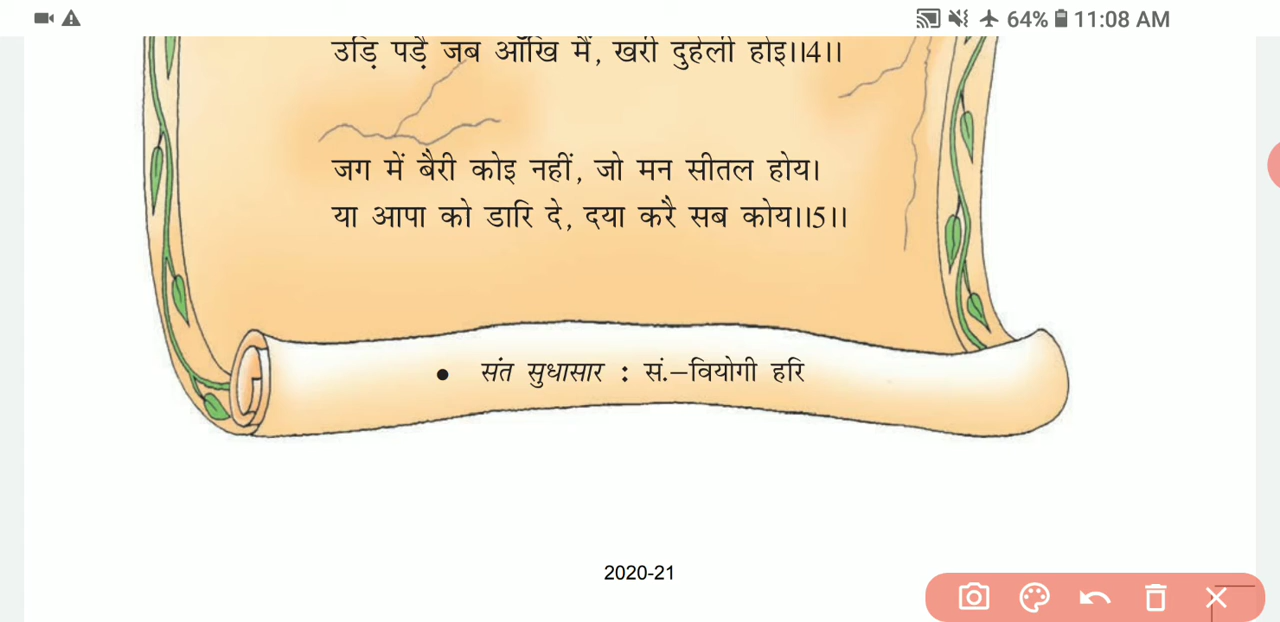 64% 11:08 AM
उड़ि पड़ै जब आँखि मैं, खरी दुहेली होइ।।4।।
जग में बैरी कोइ नहीं, जो मन सीतल होय।
या आपा को डारि दे, दया करै सब कोय।।5।।
● संत सुधासार : सं.–वियोगी हरि
2020-21